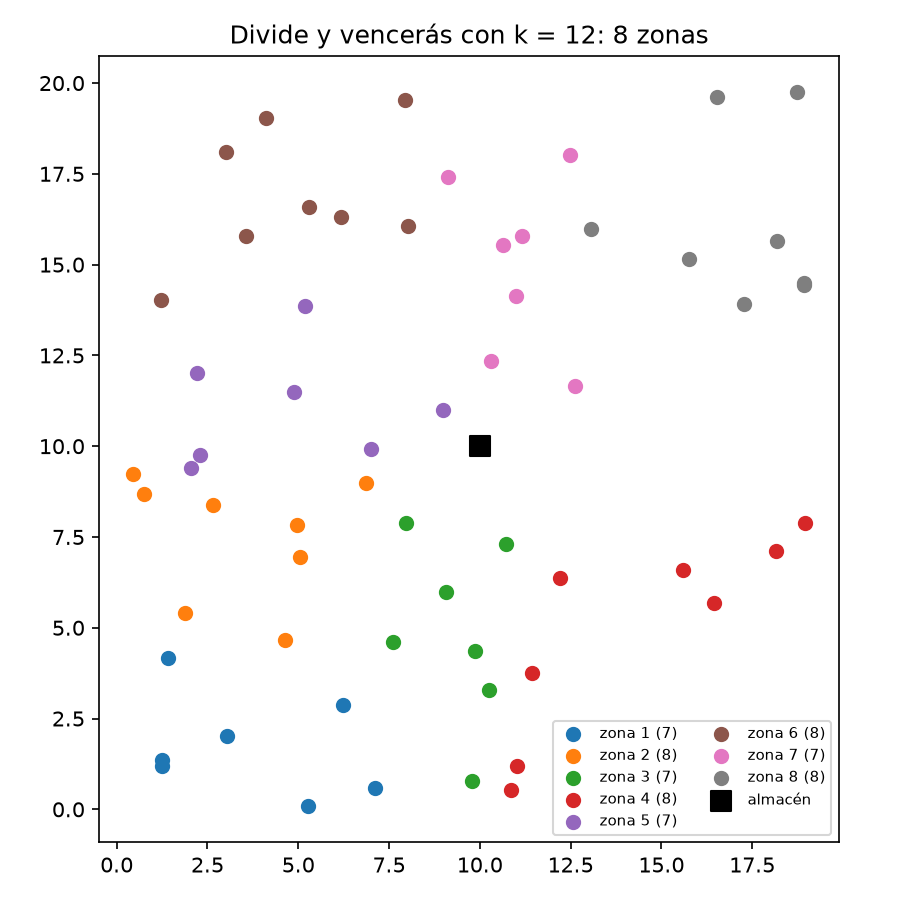 Divide y vencerás con k = 12: 8 zonas
20.0
17.5
15.0
12.5
10.0
7.5
5.0
2.5
0.0
0.0 2.5 5.0 7.5 10.0 12.5 15.0 17.5
zona 1 (7)
zona 2 (8)
zona 3 (7)
zona 4 (8)
zona 5 (7)
zona 6 (8)
zona 7 (7)
zona 8 (8)
almacén